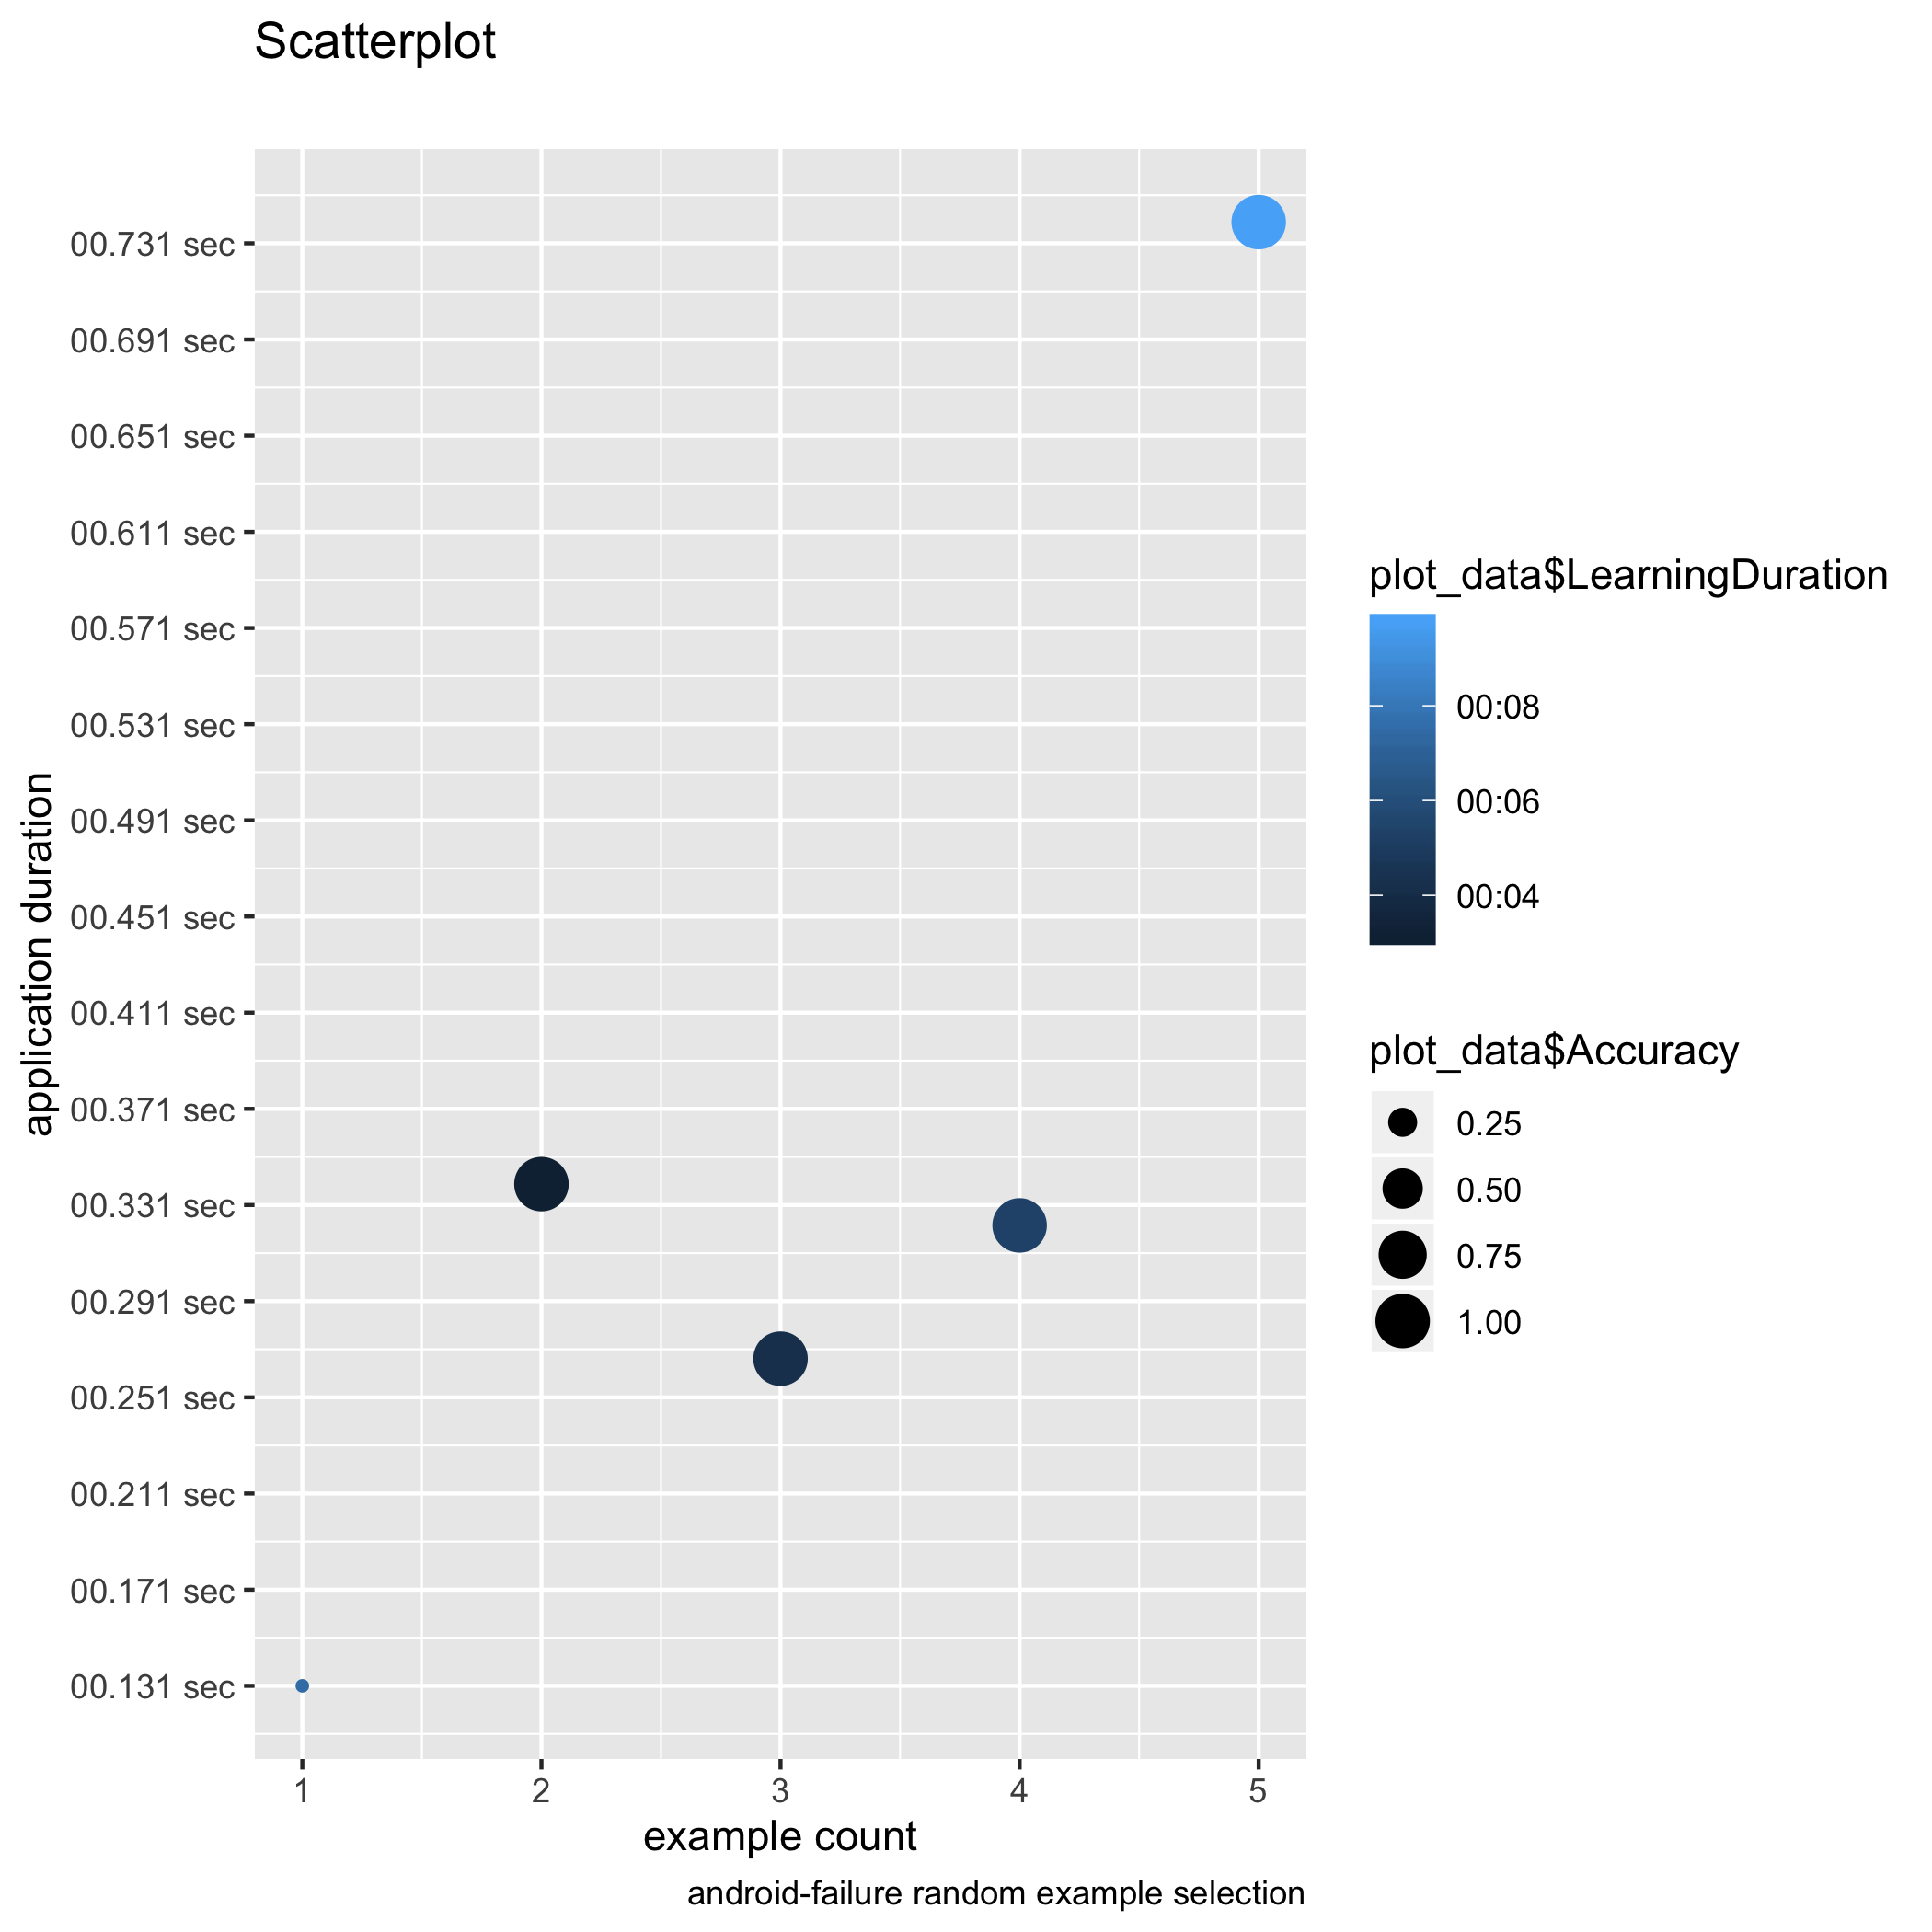 Scatterplot
application duration
00.731 sec
00.691 sec
00.651 sec
00.611 sec
00.571 sec
00.531 sec
00.491 sec
00.451 sec
00.411 sec
00.371 sec
00.331 sec
00.291 sec
00.251 sec
00.211 sec
00.171 sec
00.131 sec
1 2 3 4 5
example count
android-failure random example selection
plot_data$LearningDuration
00:08
00:06
00:04
plot_data$Accuracy
0.25
0.50
0.75
1.00